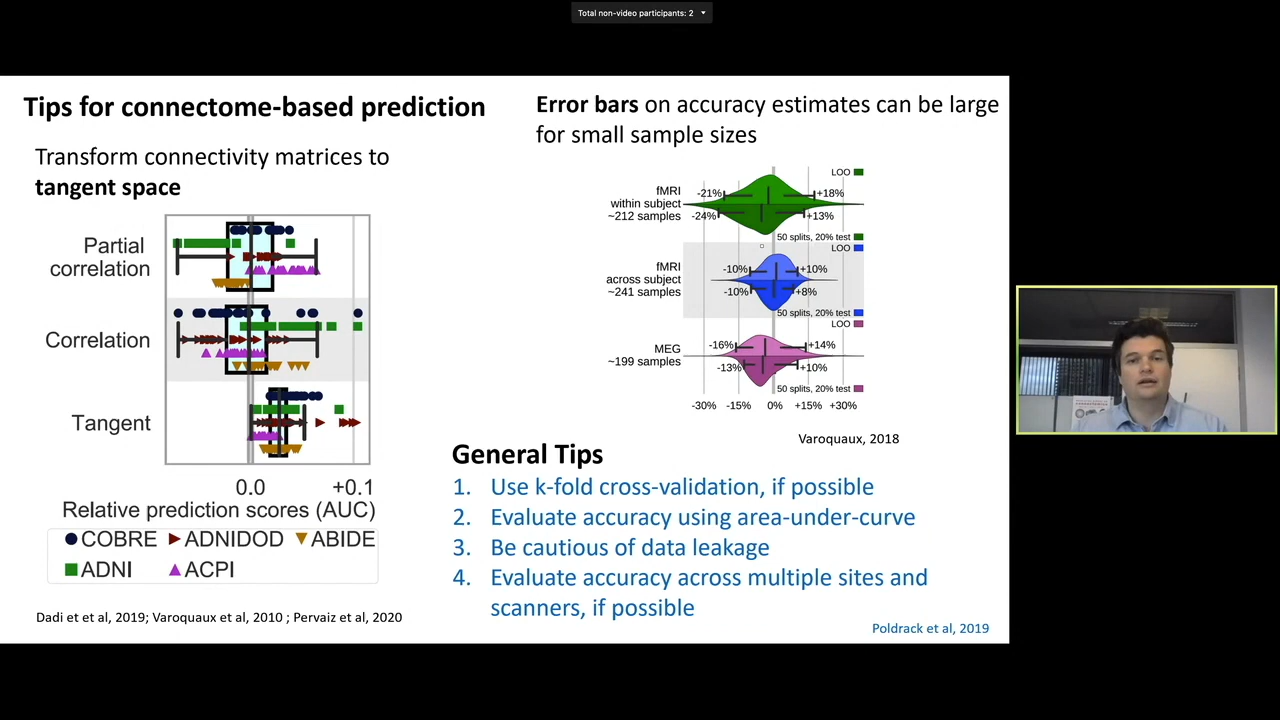 Total non-video participants: 2
Tips for connectome-based prediction
Transform connectivity matrices to
tangent space
Partial
correlation
Correlation
Tangent
0.0
+0.1
Relative prediction scores (AUC)
COBRE
ADNIDOD
ABIDE
ADNI
ACPI
Dadi et et al, 2019; Varoquaux et al, 2010 ; Pervaiz et al, 2020
Error bars on accuracy estimates can be large
for small sample sizes
LOO
fMRI
within subject
~212 samples
-21%
+18%
-24%
+13%
50 splits, 20% test
LOO
fMRI
across subject
~241 samples
-10%
+10%
-10%
+8%
50 splits, 20% test
LOO
MEG
~199 samples
-16%
+14%
-13%
+10%
50 splits, 20% test
-30%
-15%
0%
+15%
+30%
Varoquaux, 2018
General Tips
1. Use k-fold cross-validation, if possible
2. Evaluate accuracy using area-under-curve
3. Be cautious of data leakage
4. Evaluate accuracy across multiple sites and
scanners, if possible
Poldrack et al, 2019